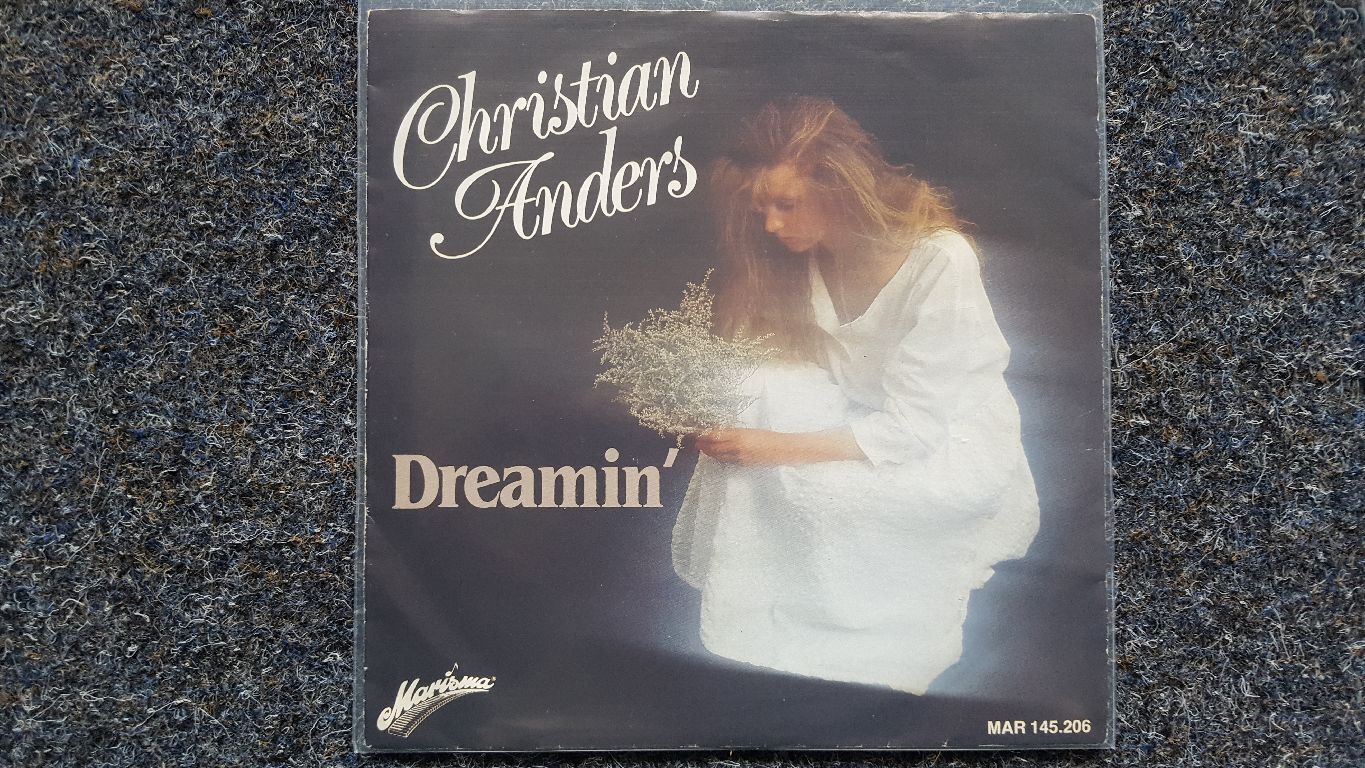 Christian
Anders
Dreamin'
Marisma
MAR 145.206